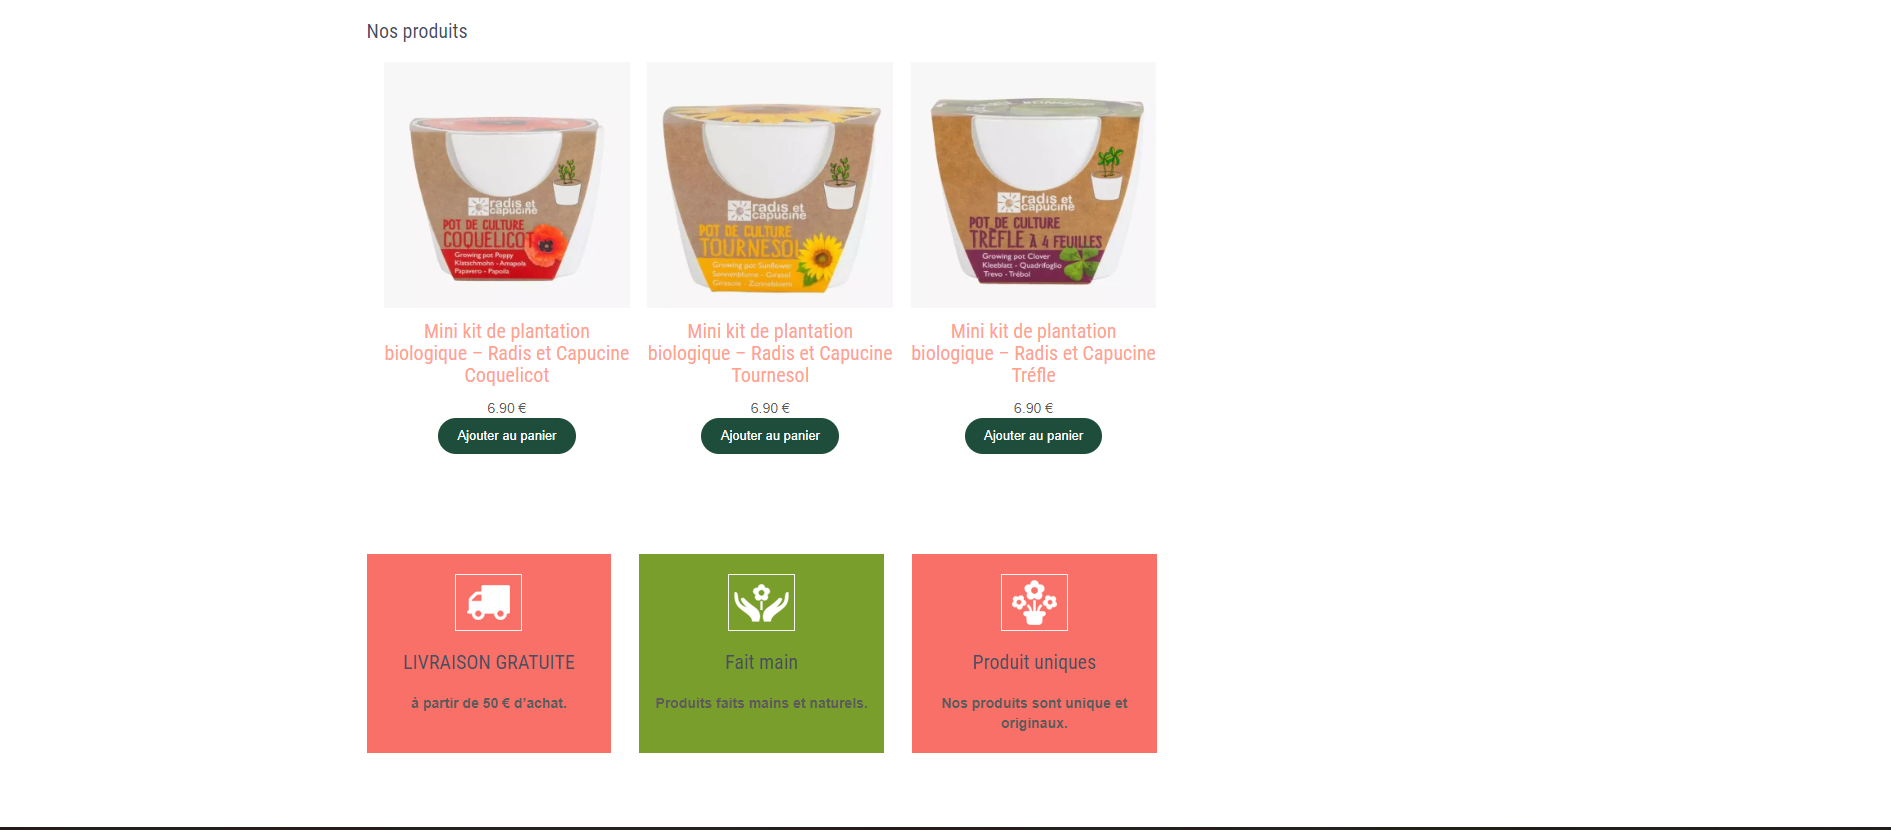 Nos produits
radis et
capucine
POT DE CULTURE
COQUELICOT
Growing pot Poppy
Klatschmohn - Amapola
Papavero - Papoila
radis et
capucine
POT DE CULTURE
TOURNESOL
Growing pot Sunflower
Sonnenblume - Girasol
Girasole - Zonnebloem
radis et
capucine
POT DE CULTURE
TRÈFLE À 4 FEUILLES
Growing pot Clover
Kleeblatt - Quadrifoglio
Trevo - Trébol
Mini kit de plantation
biologique – Radis et Capucine
Coquelicot
6.90 €
Ajouter au panier
Mini kit de plantation
biologique – Radis et Capucine
Tournesol
6.90 €
Ajouter au panier
Mini kit de plantation
biologique – Radis et Capucine
Tréfle
6.90 €
Ajouter au panier
LIVRAISON GRATUITE
à partir de 50 € d'achat.
Fait main
Produits faits mains et naturels.
Produit uniques
Nos produits sont unique et
originaux.